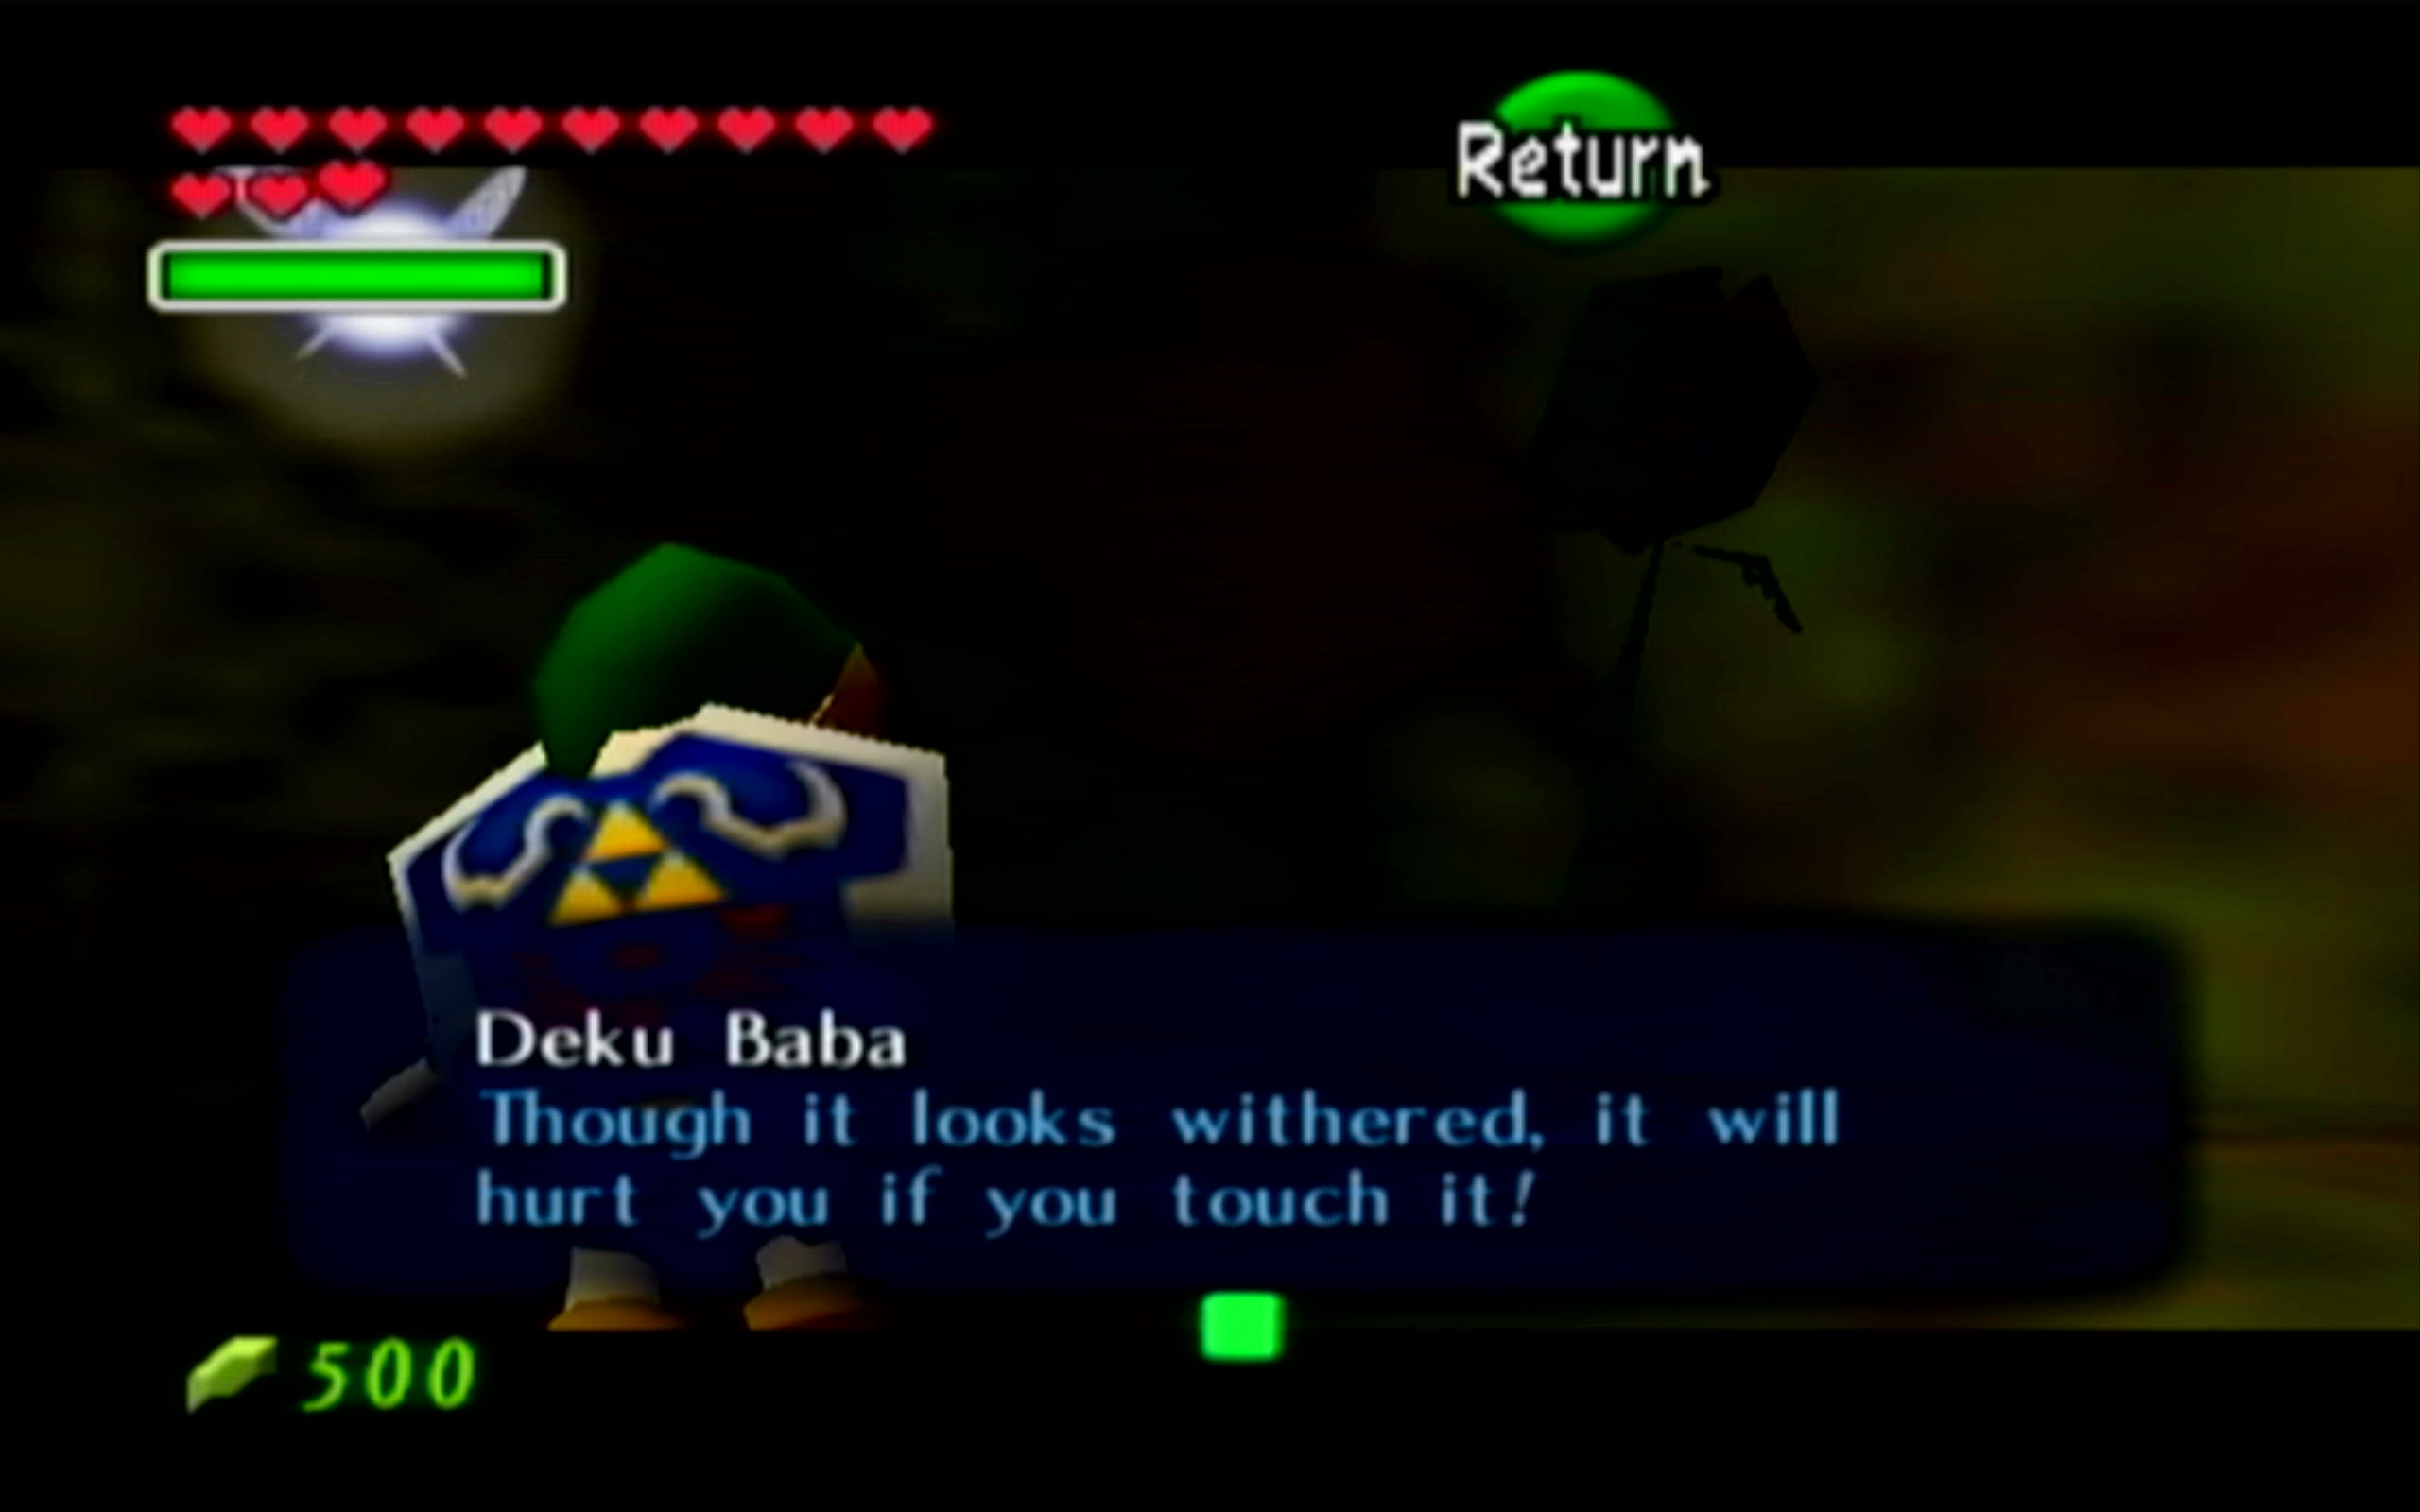 Return
Deku Baba
Though it looks withered, it will
hurt you if you touch it!
500